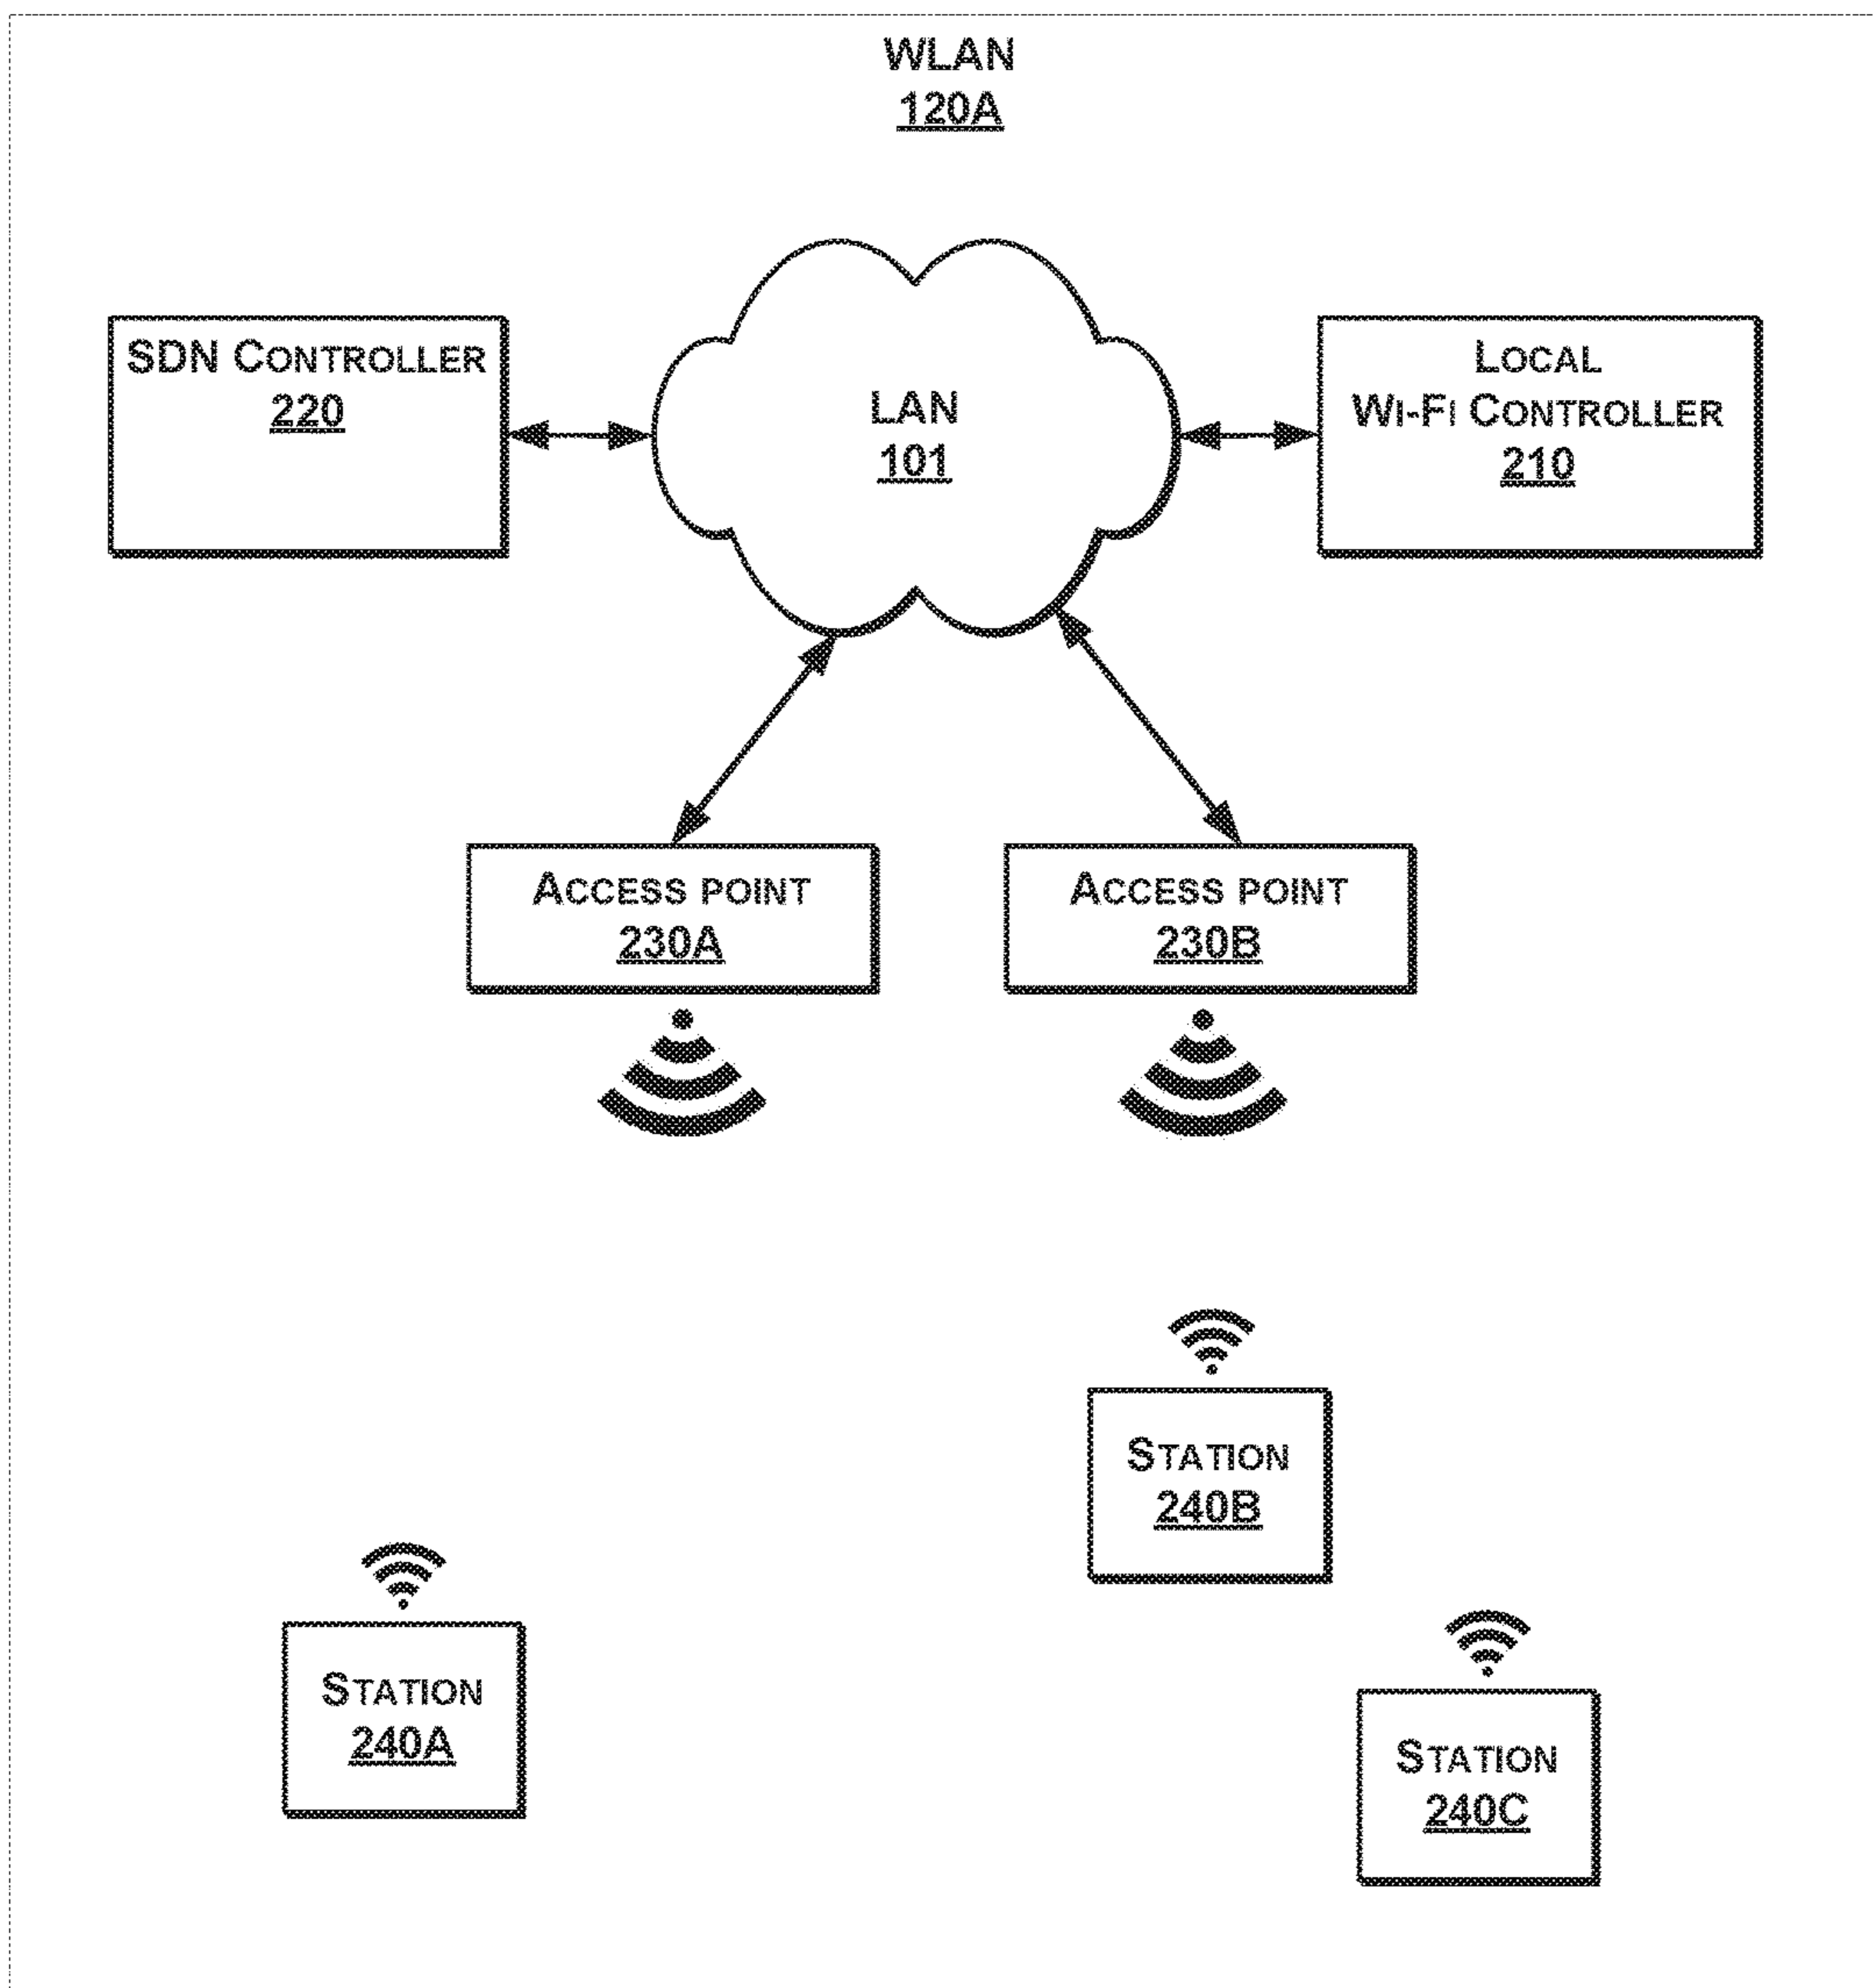 WLAN
120A
SDN CONTROLLER
220
LAN
101
LOCAL
WI-FI CONTROLLER
210
ACCESS POINT
230A
ACCESS POINT
230B
STATION
240B
STATION
240A
STATION
240C